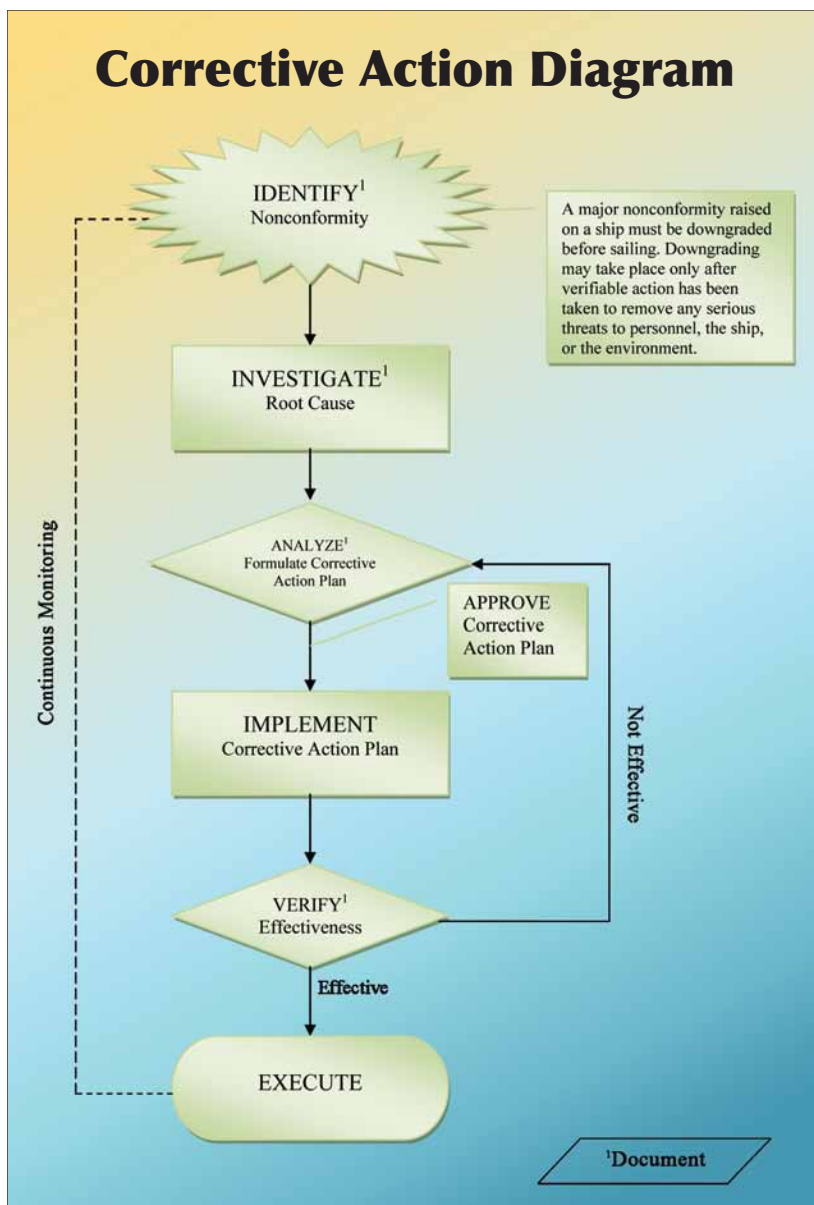 Corrective Action Diagram
IDENTIFY¹
Nonconformity
A major nonconformity raised
on a ship must be downgraded
before sailing. Downgrading
may take place only after
verifiable action has been
taken to remove any serious
threats to personnel, the ship,
or the environment.
INVESTIGATE¹
Root Cause
ANALYZE¹
Formulate Corrective
Action Plan
APPROVE
Corrective
Action Plan
IMPLEMENT
Corrective Action Plan
Continuous Monitoring
Not Effective
VERIFY¹
Effectiveness
Effective
EXECUTE
¹Document